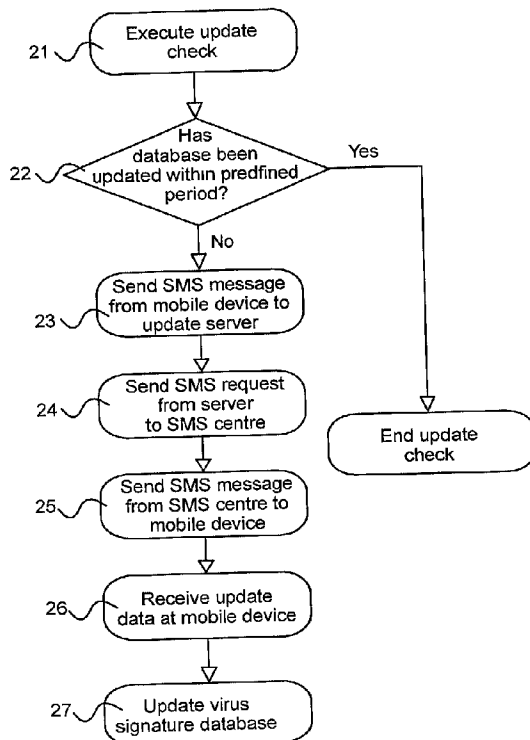 21
Execute update
check
22
Has
database been
updated within predfined
period?
Yes
No
23
Send SMS message
from mobile device to
update server
24
Send SMS request
from server
to SMS centre
End update
check
25
Send SMS message
from SMS centre to
mobile device
26
Receive update
data at mobile device
27
Update virus
signature database